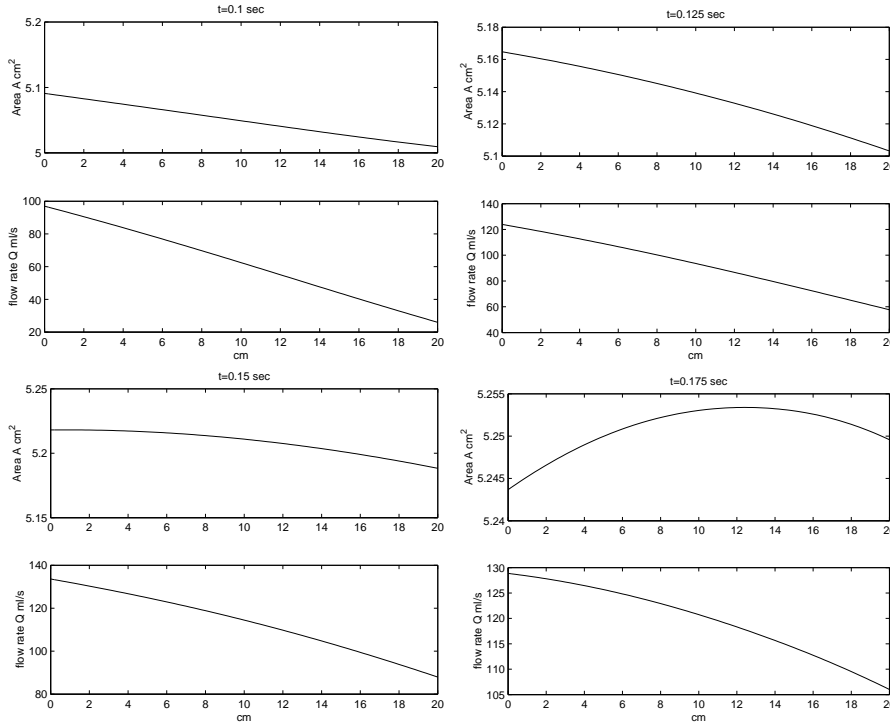 t=0.1 sec
Area A cm²
5.2
5.1
5
0 2 4 6 8 10 12 14 16 18 20
flow rate Q ml/s
100
80
60
40
20
0 2 4 6 8 10 12 14 16 18 20
cm
t=0.125 sec
Area A cm²
5.18
5.16
5.14
5.12
5.1
0 2 4 6 8 10 12 14 16 18 20
flow rate Q ml/s
140
120
100
80
60
40
0 2 4 6 8 10 12 14 16 18 20
cm
t=0.15 sec
Area A cm²
5.25
5.2
5.15
0 2 4 6 8 10 12 14 16 18 20
flow rate Q ml/s
140
120
100
80
0 2 4 6 8 10 12 14 16 18 20
cm
t=0.175 sec
Area A cm²
5.255
5.25
5.245
5.24
0 2 4 6 8 10 12 14 16 18 20
flow rate Q ml/s
130
125
120
115
110
105
0 2 4 6 8 10 12 14 16 18 20
cm